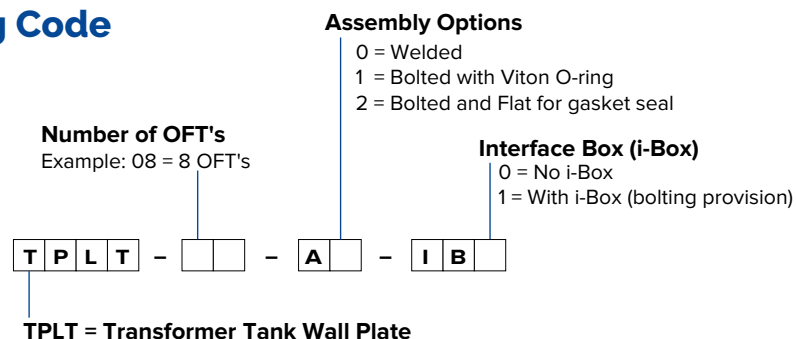 g Code
Assembly Options
0 = Welded
1 = Bolted with Viton O-ring
2 = Bolted and Flat for gasket seal
Number of OFT's
Example: 08 = 8 OFT's
Interface Box (i-Box)
0 = No i-Box
1 = With i-Box (bolting provision)
T P L T – – A – I B
TPLT = Transformer Tank Wall Plate